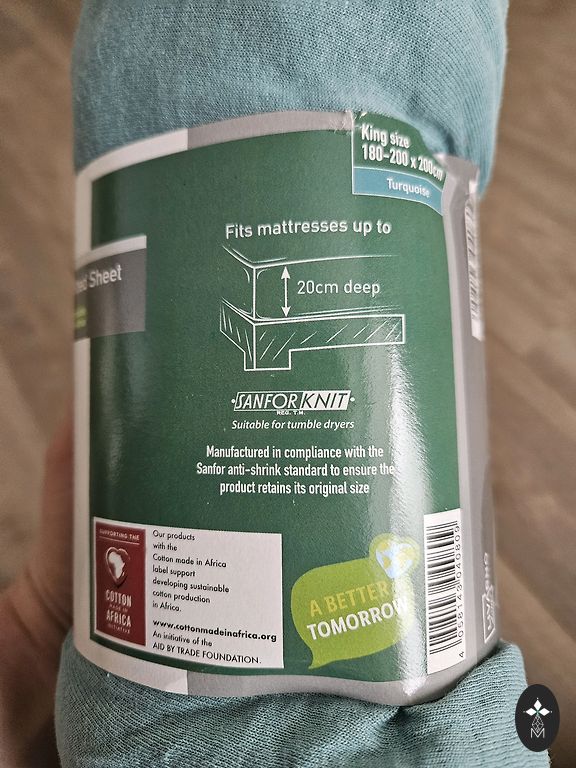 King size
180-200 x 200cm
Turquoise
Fits mattresses up to
Sheet
20cm deep
·SANFORKNIT·
REG. T.M.
Suitable for tumble dryers
Manufactured in compliance with the
Sanfor anti-shrink standard to ensure the
product retains its original size
SUPPORTING THE
COTTON
MADE IN
AFRICA
INITIATIVE
Our products
with the
Cotton made in Africa
label support
developing sustainable
cotton production
in Africa.
www.cottonmadeinafrica.org
An initiative of the
AID BY TRADE FOUNDATION.
A BETTER
TOMORROW
4 058143 040809
M